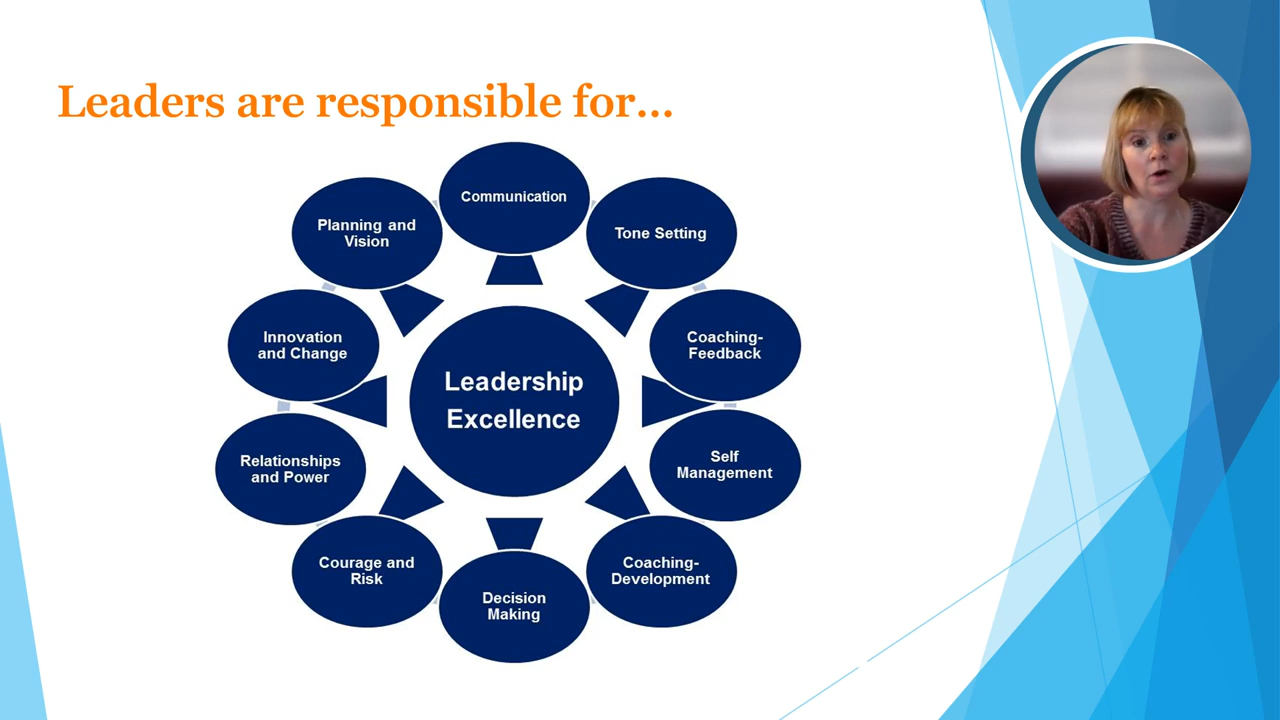 Leaders are responsible for...
Communication
Tone Setting
Coaching-
Feedback
Self
Management
Coaching-
Development
Decision
Making
Courage and
Risk
Relationships
and Power
Innovation
and Change
Planning and
Vision
Leadership
Excellence